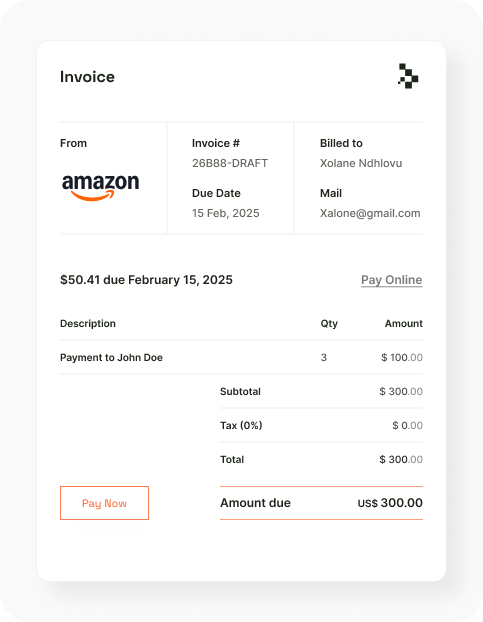 Invoice
From
amazon
Invoice #
26B88-DRAFT
Due Date
15 Feb, 2025
Billed to
Xolane Ndhlovu
Mail
Xalone@gmail.com
$50.41 due February 15, 2025 Pay Online
Description Qty Amount
Payment to John Doe 3 $ 100.00
Subtotal $ 300.00
Tax (0%) $ 0.00
Total $ 300.00
Pay Now Amount due US$ 300.00